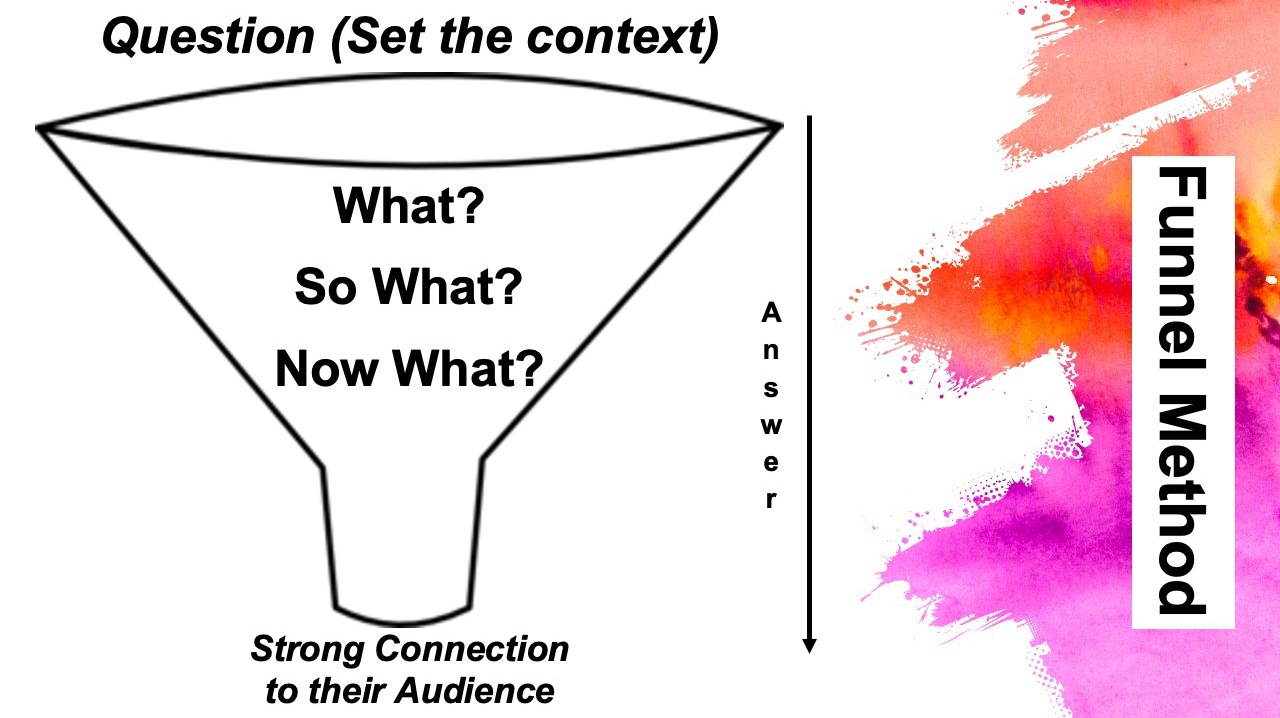 Question (Set the context)
What?
So What?
Now What?
Answer
Strong Connection
to their Audience
Funnel Method